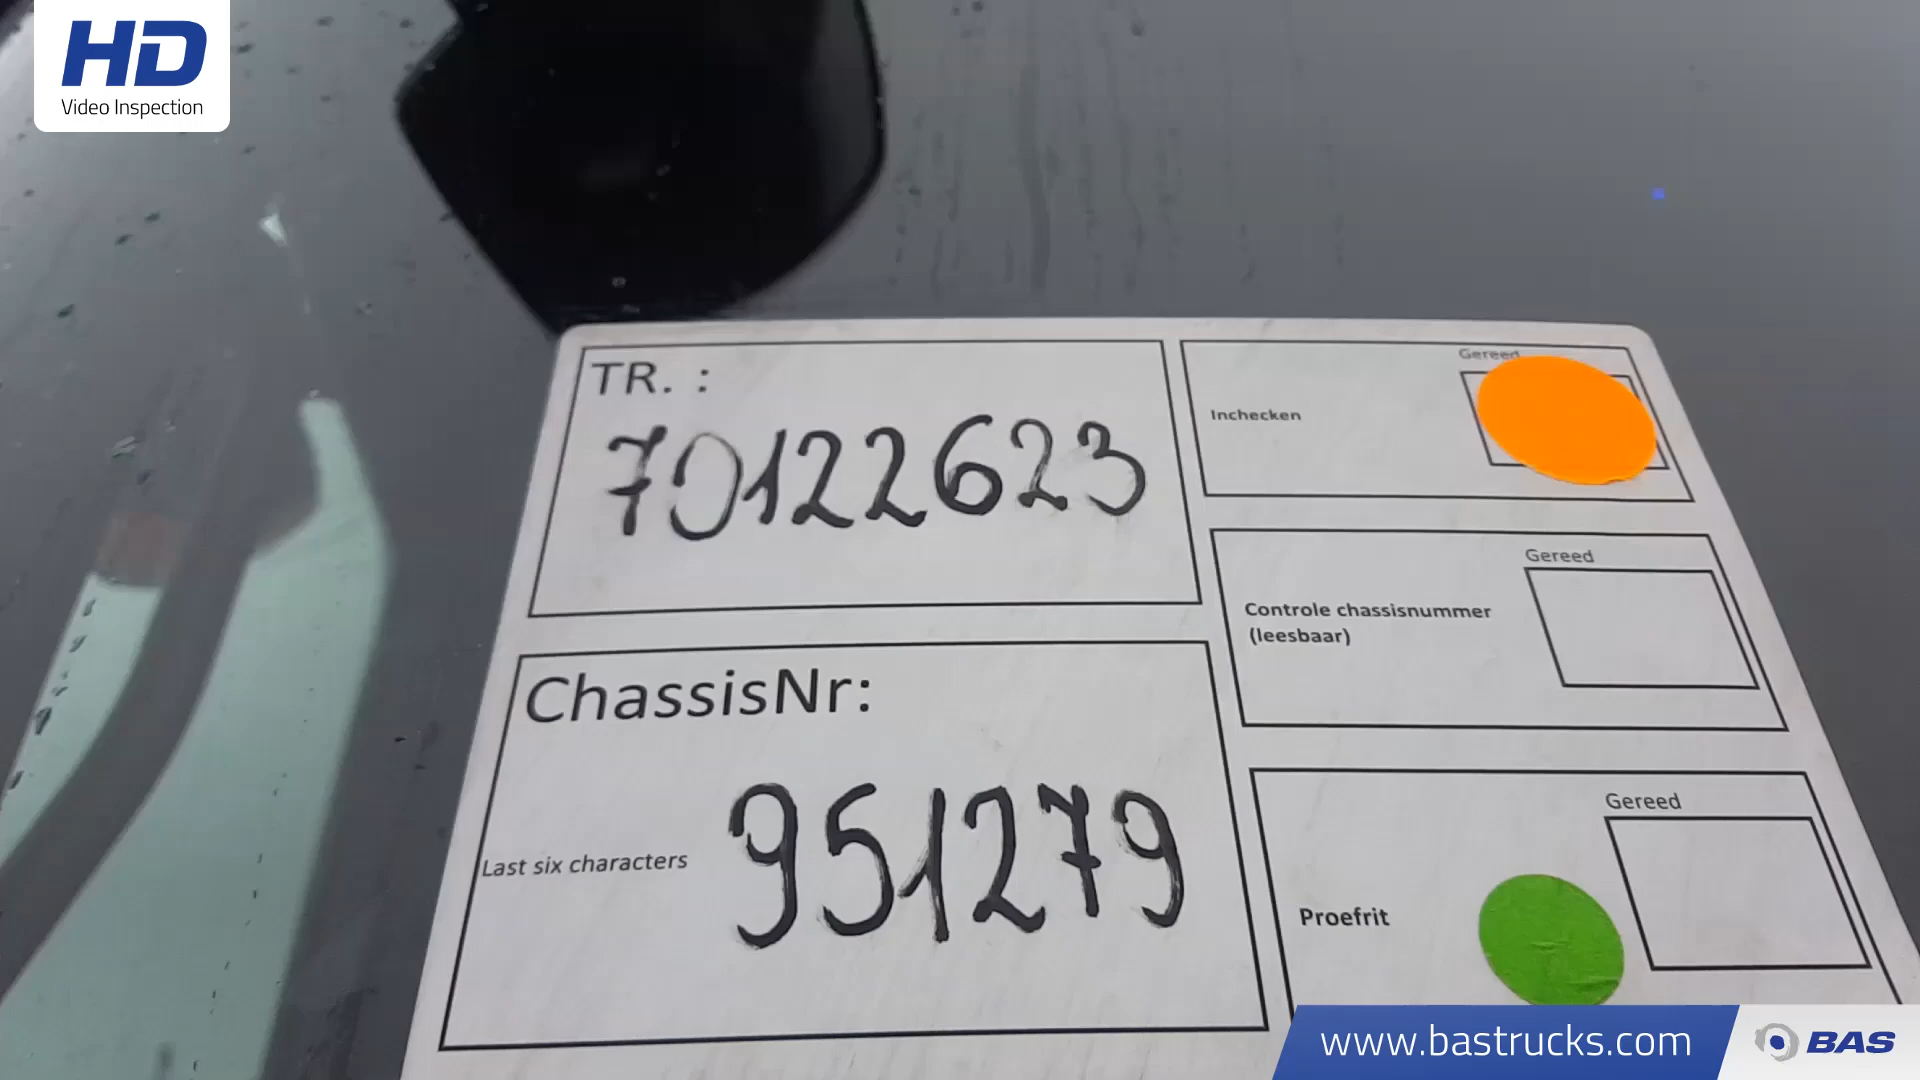 HD
Video Inspection
TR. :
70122623
ChassisNr:
Last six characters
951279
Gereed
Inchecken
Gereed
Controle chassisnummer
(leesbaar)
Gereed
Proefrit
www.bastrucks.com
BAS